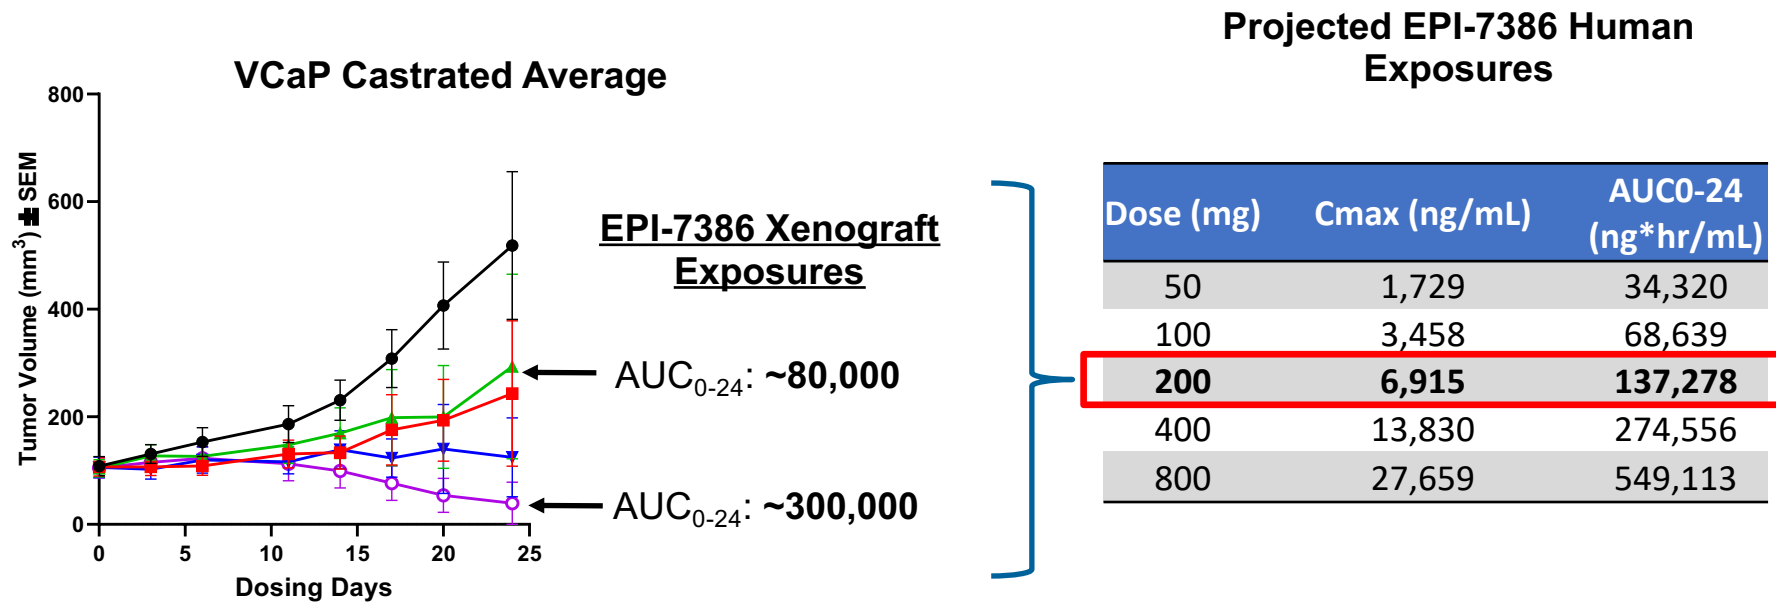 Projected EPI-7386 Human
Exposures
VCaP Castrated Average
Tumor Volume (mm³) ± SEM
800
600
400
200
0
0 5 10 15 20 25
Dosing Days
EPI-7386 Xenograft
Exposures
AUC₀₋₂₄: ~80,000
AUC₀₋₂₄: ~300,000
Dose (mg) Cmax (ng/mL) AUC0-24 (ng*hr/mL)
50 1,729 34,320
100 3,458 68,639
200 6,915 137,278
400 13,830 274,556
800 27,659 549,113